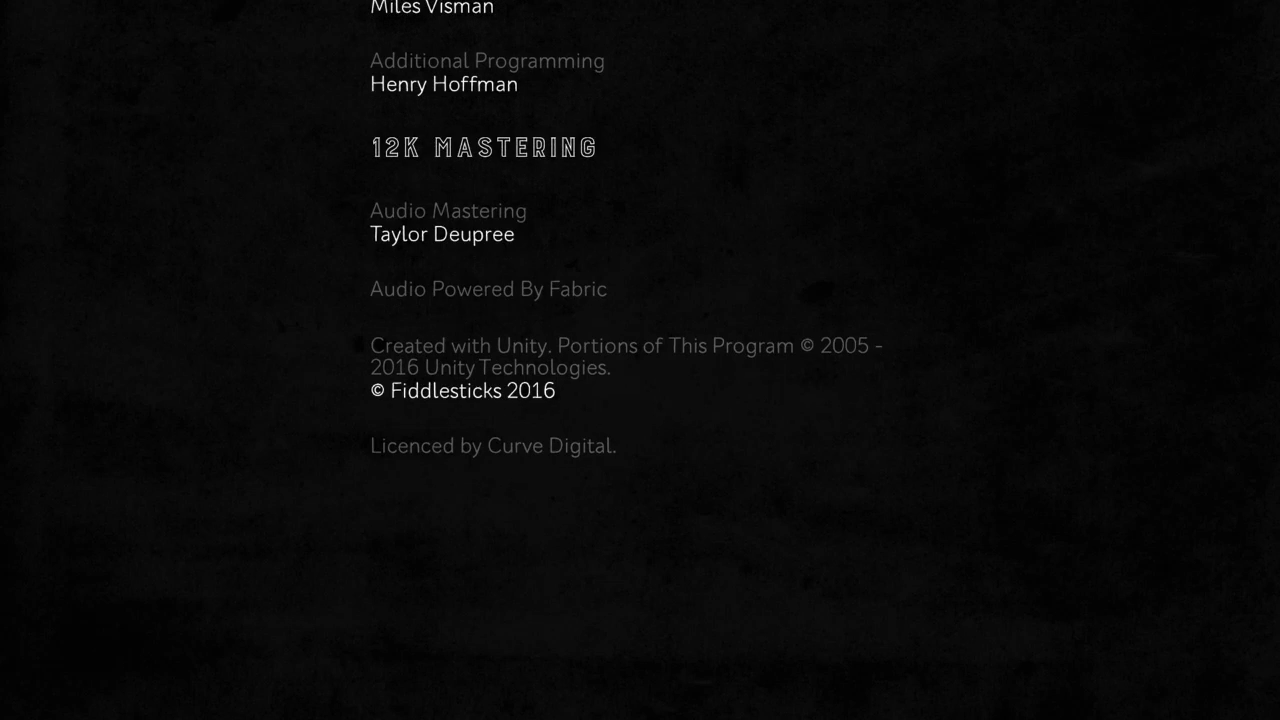 Miles Visman
Additional Programming
Henry Hoffman
12K MASTERING
Audio Mastering
Taylor Deupree
Audio Powered By Fabric
Created with Unity. Portions of This Program © 2005 -
2016 Unity Technologies.
© Fiddlesticks 2016
Licenced by Curve Digital.